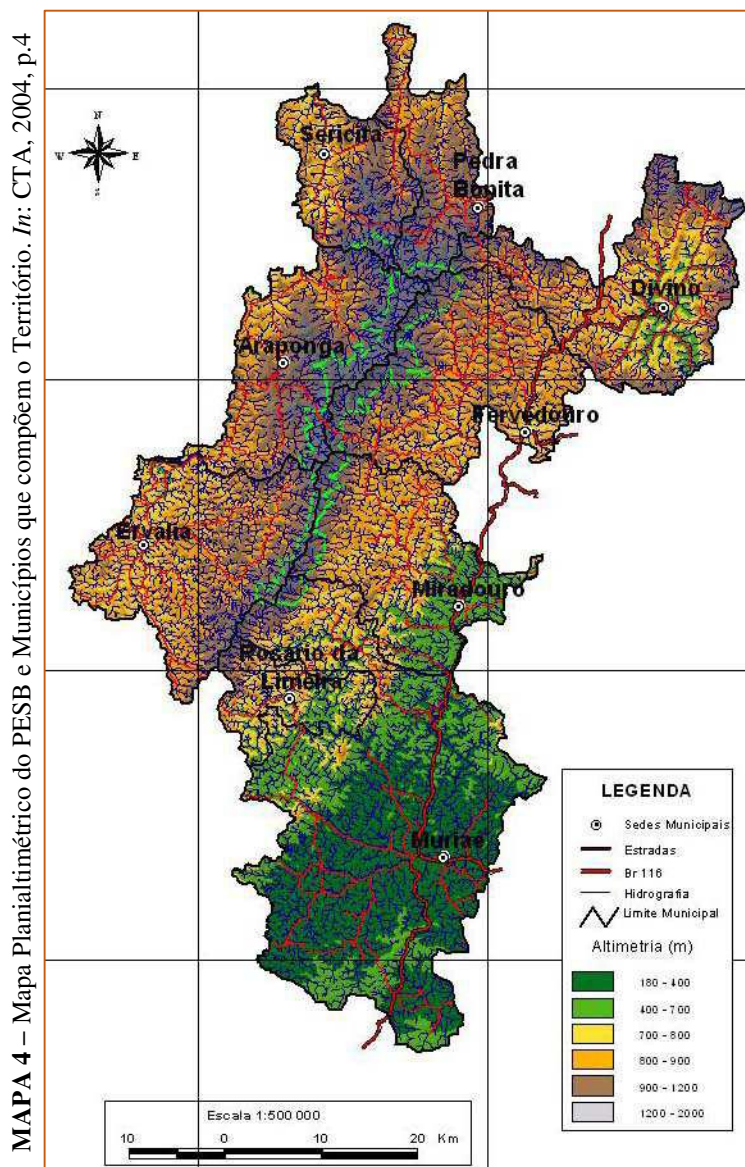 MAPA 4 – Mapa Planialtimétrico do PESB e Municípios que compõem o Território. In: CTA, 2004, p.4
N
W
E
S
Sericita
Pedra
Bonita
Divino
Araponga
Fervedouro
Ervalia
Miradouro
Rosário da
Limeira
Muriae
LEGENDA
Sedes Municipais
Estradas
Br 116
Hidrografia
Limite Municipal
Altimetria (m)
180 - 400
400 - 700
700 - 800
800 - 900
900 - 1200
1200 - 2000
Escala 1:500 000
10 0 10 20 Km